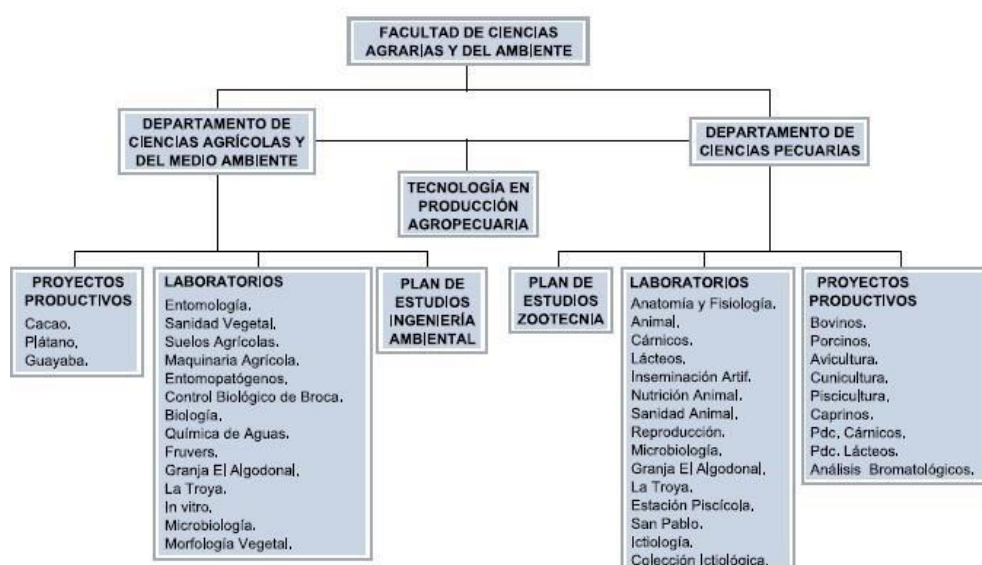 FACULTAD DE CIENCIAS
AGRARIAS Y DEL AMBIENTE
DEPARTAMENTO DE
CIENCIAS AGRÍCOLAS Y
DEL MEDIO AMBIENTE
DEPARTAMENTO DE
CIENCIAS PECUARIAS
TECNOLOGÍA EN
PRODUCCIÓN
AGROPECUARIA
PROYECTOS
PRODUCTIVOS
Cacao.
Plátano.
Guayaba.
LABORATORIOS
Entomología.
Sanidad Vegetal.
Suelos Agrícolas.
Maquinaria Agrícola.
Entomopatógenos.
Control Biológico de Broca.
Biología.
Química de Aguas.
Fruvers.
Granja El Algodonal.
La Troya.
In vitro.
Microbiología.
Morfología Vegetal.
PLAN DE
ESTUDIOS
INGENIERÍA
AMBIENTAL
PLAN DE
ESTUDIOS
ZOOTECNIA
LABORATORIOS
Anatomía y Fisiología.
Animal.
Cárnicos.
Lácteos.
Inseminación Artif.
Nutrición Animal.
Sanidad Animal.
Reproducción.
Microbiología.
Granja El Algodonal.
La Troya.
Estación Piscícola.
San Pablo.
Ictiología.
Colección Ictiológica.
PROYECTOS
PRODUCTIVOS
Bovinos.
Porcinos.
Avicultura.
Cunicultura.
Piscicultura.
Caprinos.
Pdc. Cárnicos.
Pdc. Lácteos.
Análisis Bromatológicos.